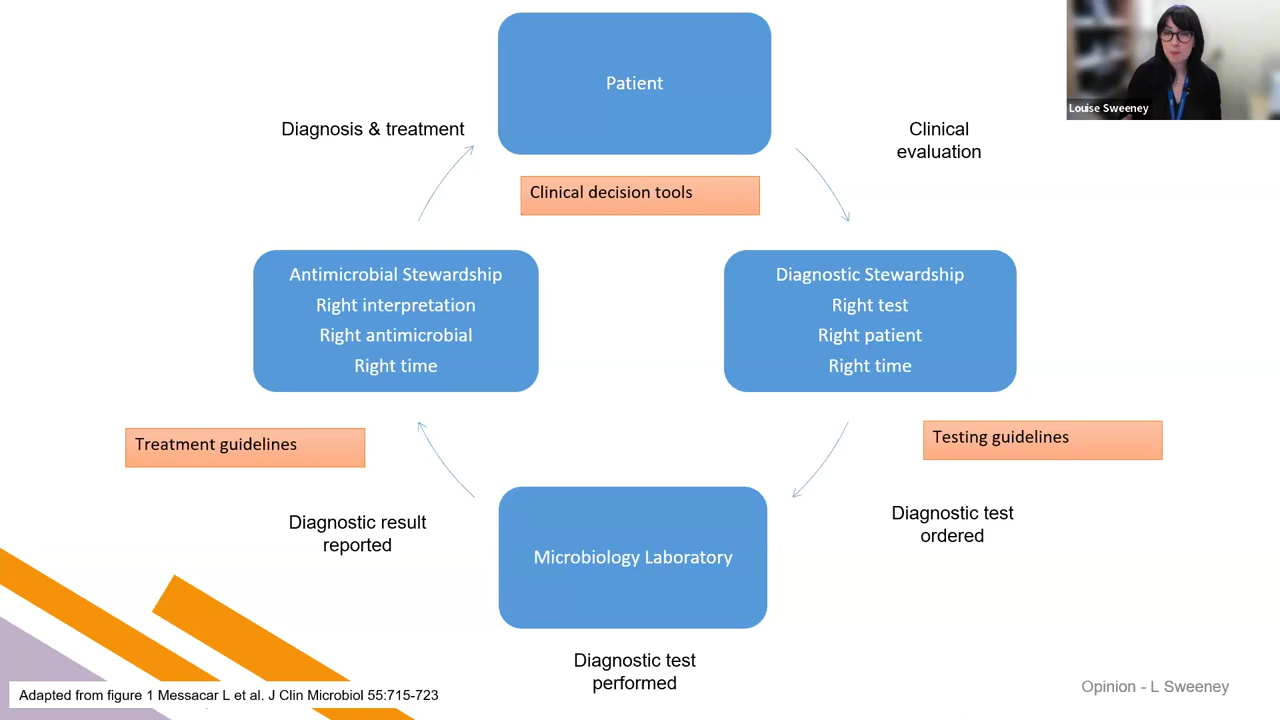 Patient
Louise Sweeney
Diagnosis & treatment
Clinical
evaluation
Clinical decision tools
Antimicrobial Stewardship
Right interpretation
Right antimicrobial
Right time
Diagnostic Stewardship
Right test
Right patient
Right time
Treatment guidelines
Testing guidelines
Diagnostic result
reported
Microbiology Laboratory
Diagnostic test
ordered
Diagnostic test
performed
Adapted from figure 1 Messacar L et al. J Clin Microbiol 55:715-723
Opinion - L Sweeney